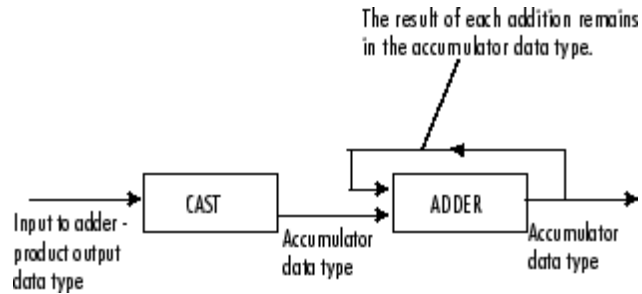 The result of each addition remains
in the accumulator data type.
CAST
ADDER
Input to adder -
product output
data type
Accumulator
data type
Accumulator
data type